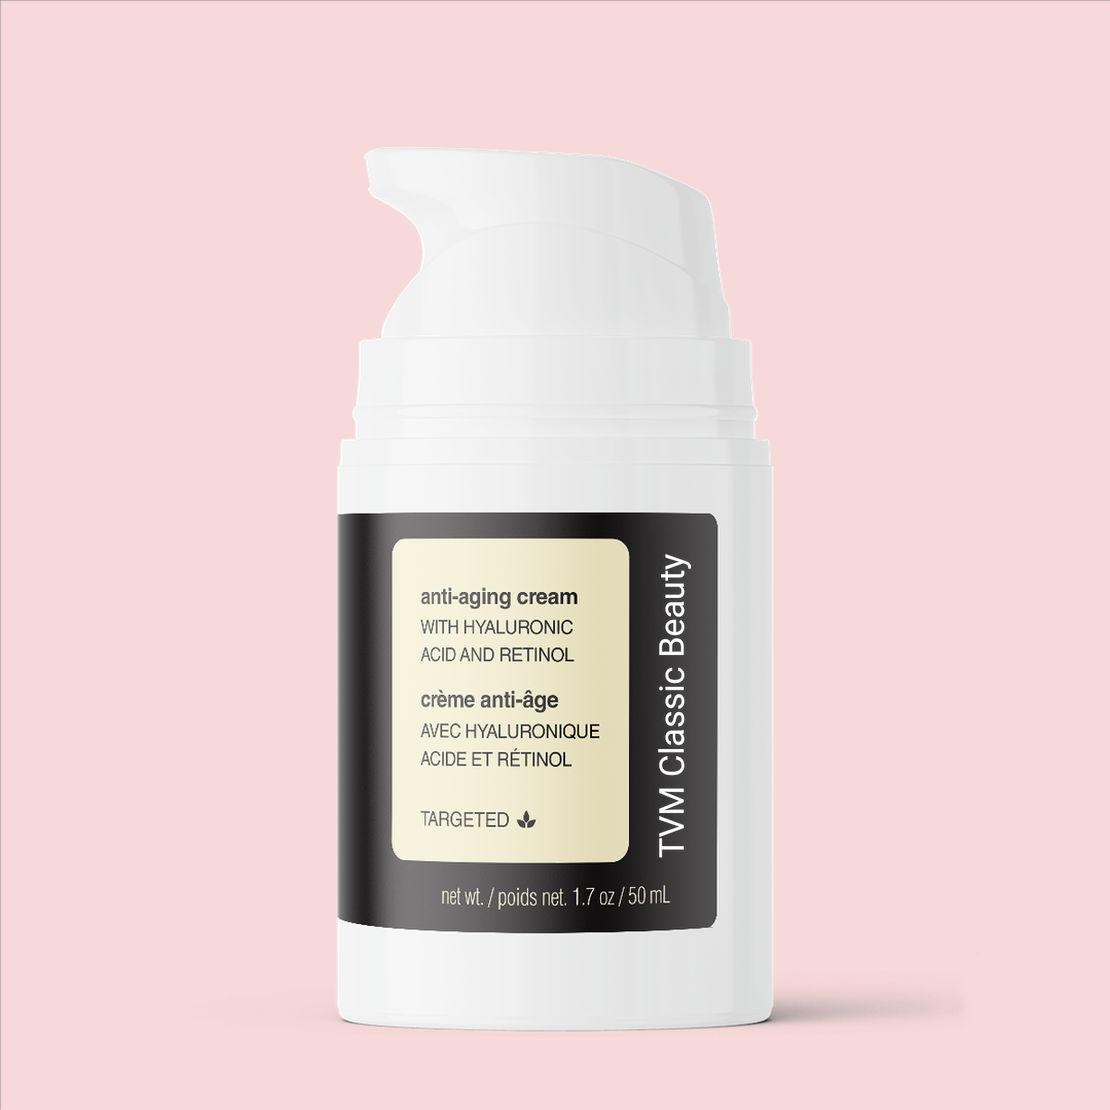 anti-aging cream
WITH HYALURONIC
ACID AND RETINOL
crème anti-âge
AVEC HYALURONIQUE
ACIDE ET RÉTINOL
TARGETED
net wt. / poids net. 1.7 oz / 50 mL
TVM Classic Beauty